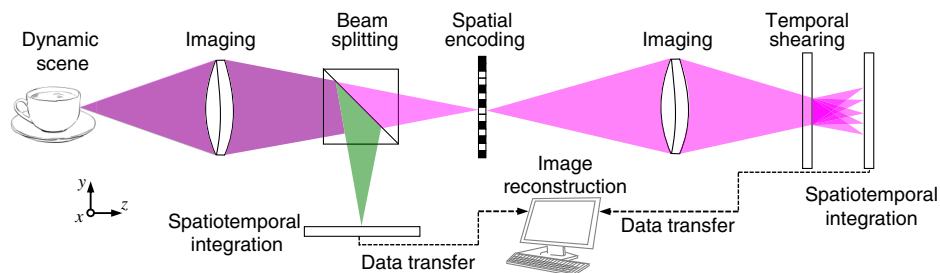 Dynamic
scene
Imaging
Beam
splitting
Spatial
encoding
Imaging
Temporal
shearing
y
x
z
Spatiotemporal
integration
Data transfer
Image
reconstruction
Data transfer
Spatiotemporal
integration